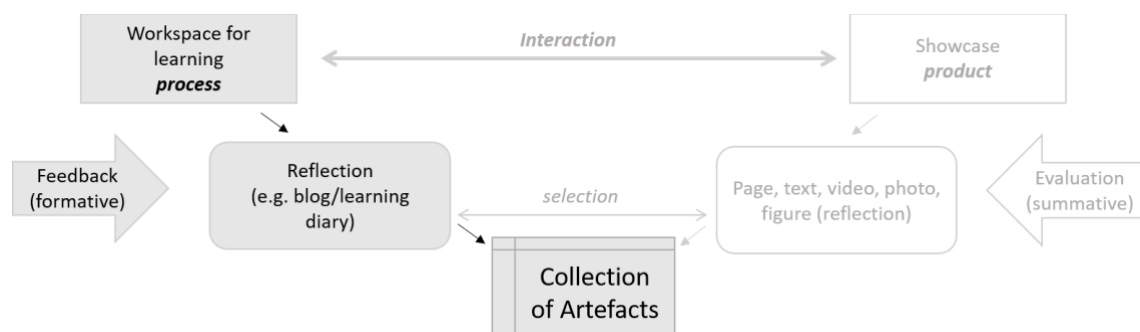 Workspace for
learning
process
Interaction
Showcase
product
Feedback
(formative)
Reflection
(e.g. blog/learning
diary)
selection
Page, text, video, photo,
figure (reflection)
Evaluation
(summative)
Collection
of Artefacts